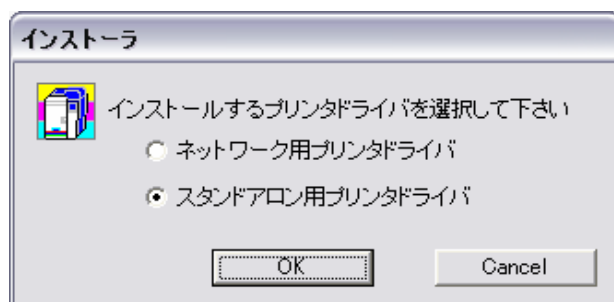 インストーラ
インストールするプリンタドライバを選択して下さい
ネットワーク用プリンタドライバ
スタンドアロン用プリンタドライバ
OK
Cancel